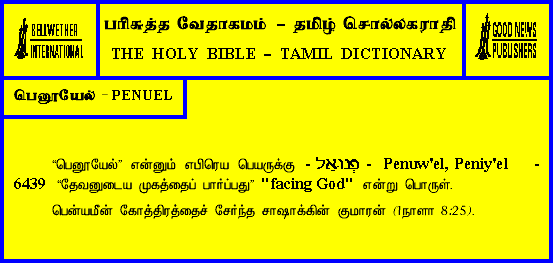 BELLWETHER
INTERNATIONAL
பரிசுத்த வேதாகமம் – தமிழ் சொல்லகராதி
THE HOLY BIBLE – TAMIL DICTIONARY
GOOD NEWS
PUBLISHERS
பெனூயேல் – PENUEL
“பெனூயேல்” என்னும் எபிரெய பெயருக்கு - פְּנוּאֵל - Penuw'el, Peniy'el -
6439 “தேவனுடைய முகத்தைப் பார்ப்பது” "facing God" என்று பொருள்.
பென்யமீன் கோத்திரத்தைச் சேர்ந்த சாஷாக்கின் குமாரன் (1நாளா 8:25).